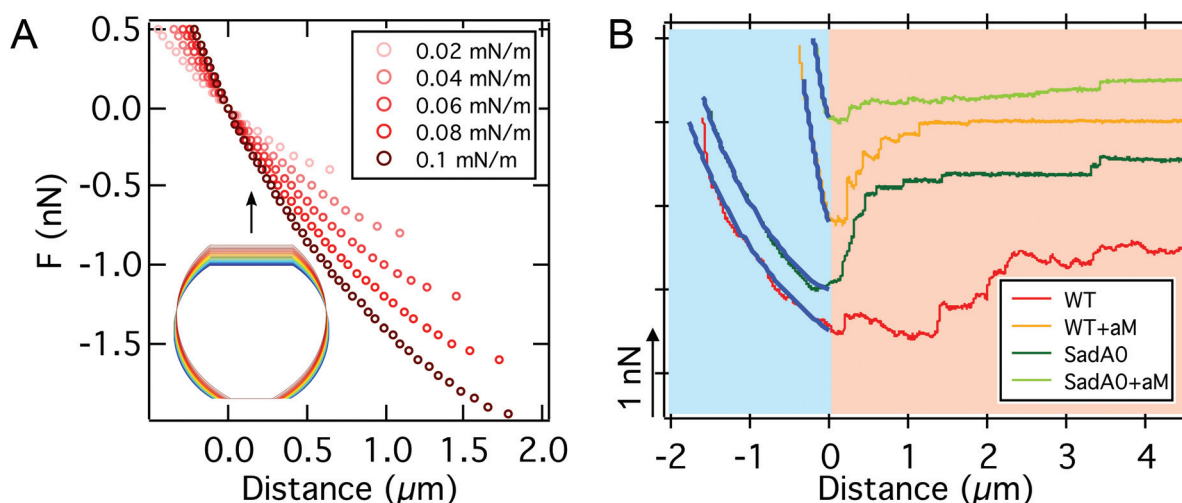 A
F (nN)
0.5
0.0
-0.5
-1.0
-1.5
0.02 mN/m
0.04 mN/m
0.06 mN/m
0.08 mN/m
0.1 mN/m
0.0 0.5 1.0 1.5 2.0
Distance (µm)
B
1 nN
WT
WT+aM
SadA0
SadA0+aM
-2 -1 0 1 2 3 4
Distance (µm)